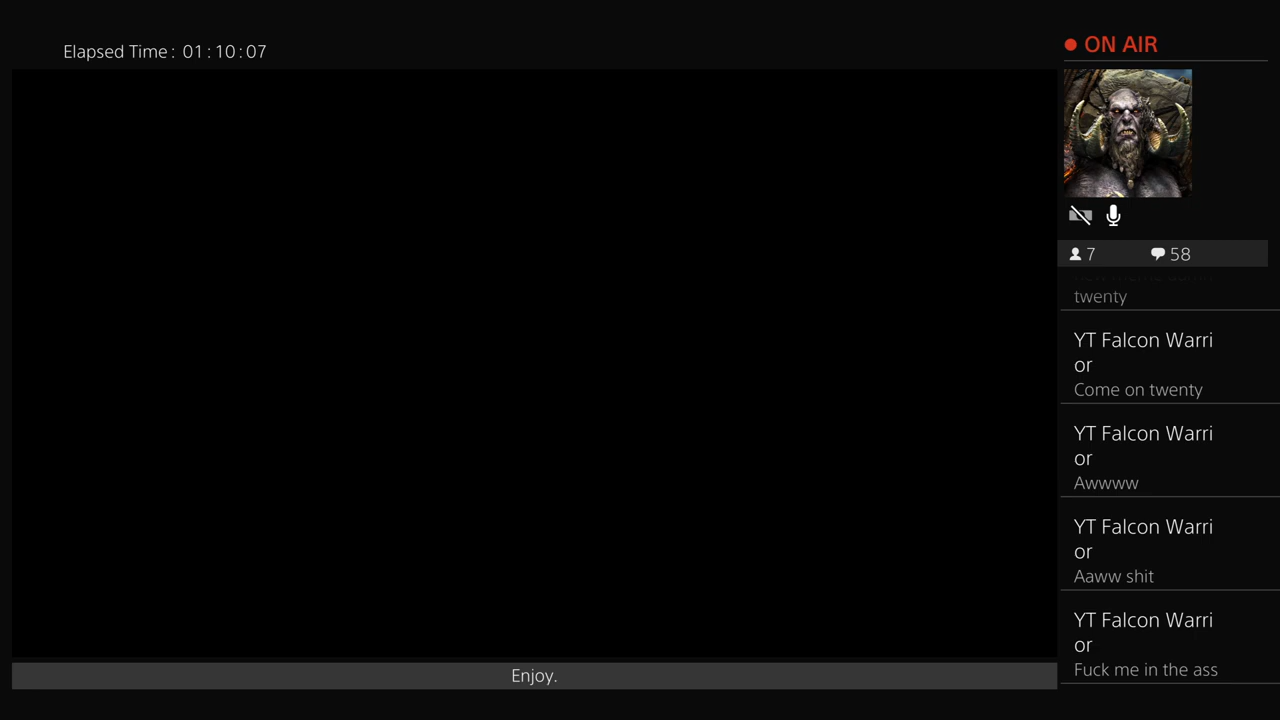 Elapsed Time: 01:10:07
ON AIR
7 58
twenty
YT Falcon Warri
or
Come on twenty
YT Falcon Warri
or
Awwww
YT Falcon Warri
or
Aaww shit
YT Falcon Warri
or
Fuck me in the ass
Enjoy.